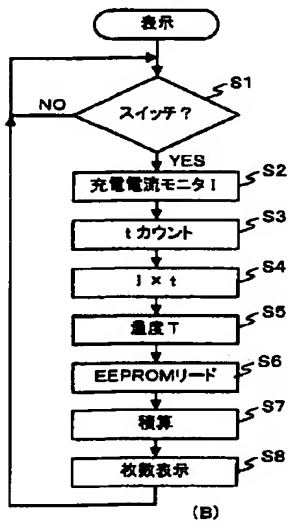 表示
S1
NO
スイッチ?
YES
S2
充電電流モニタI
S3
tカウント
S4
I × t
S5
温度T
S6
EEPROMリード
S7
積算
S8
枚数表示
(B)